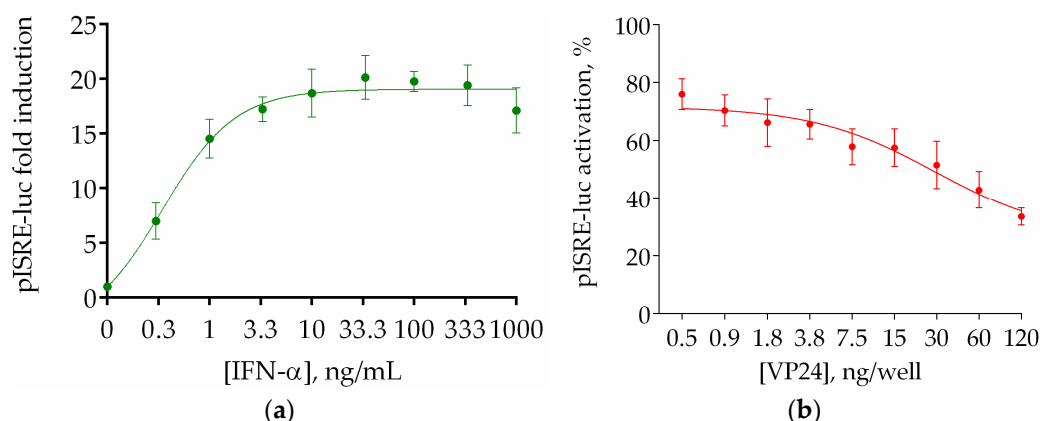 pISRE-luc fold induction
25
20
15
10
5
0
0 0.3 1 3.3 10 33.3 100 333 1000
[IFN-α], ng/mL
(a)
pISRE-luc activation, %
100
80
60
40
20
0
0.5 0.9 1.8 3.8 7.5 15 30 60 120
[VP24], ng/well
(b)